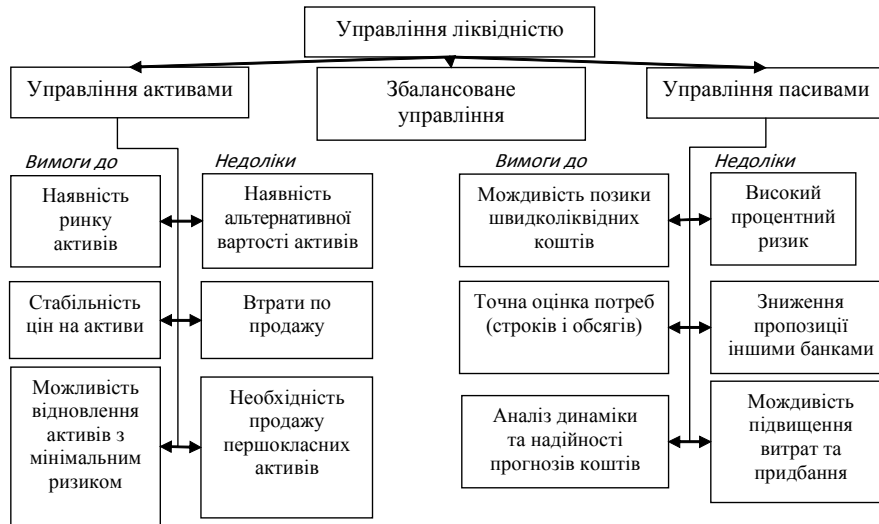 Управління ліквідністю
Управління активами
Збалансоване
управління
Управління пасивами
Вимоги до
Недоліки
Наявність
ринку
активів
Наявність
альтернативної
вартості активів
Стабільність
цін на активи
Втрати по
продажу
Можливість
відновлення
активів з
мінімальним
ризиком
Необхідність
продажу
першокласних
активів
Вимоги до
Недоліки
Мождивість позики
швидколіквідних
коштів
Високий
процентний
ризик
Точна оцінка потреб
(строків і обсягів)
Зниження
пропозиції
іншими банками
Аналіз динаміки
та надійності
прогнозів коштів
Мождивість
підвищення
витрат та
придбання